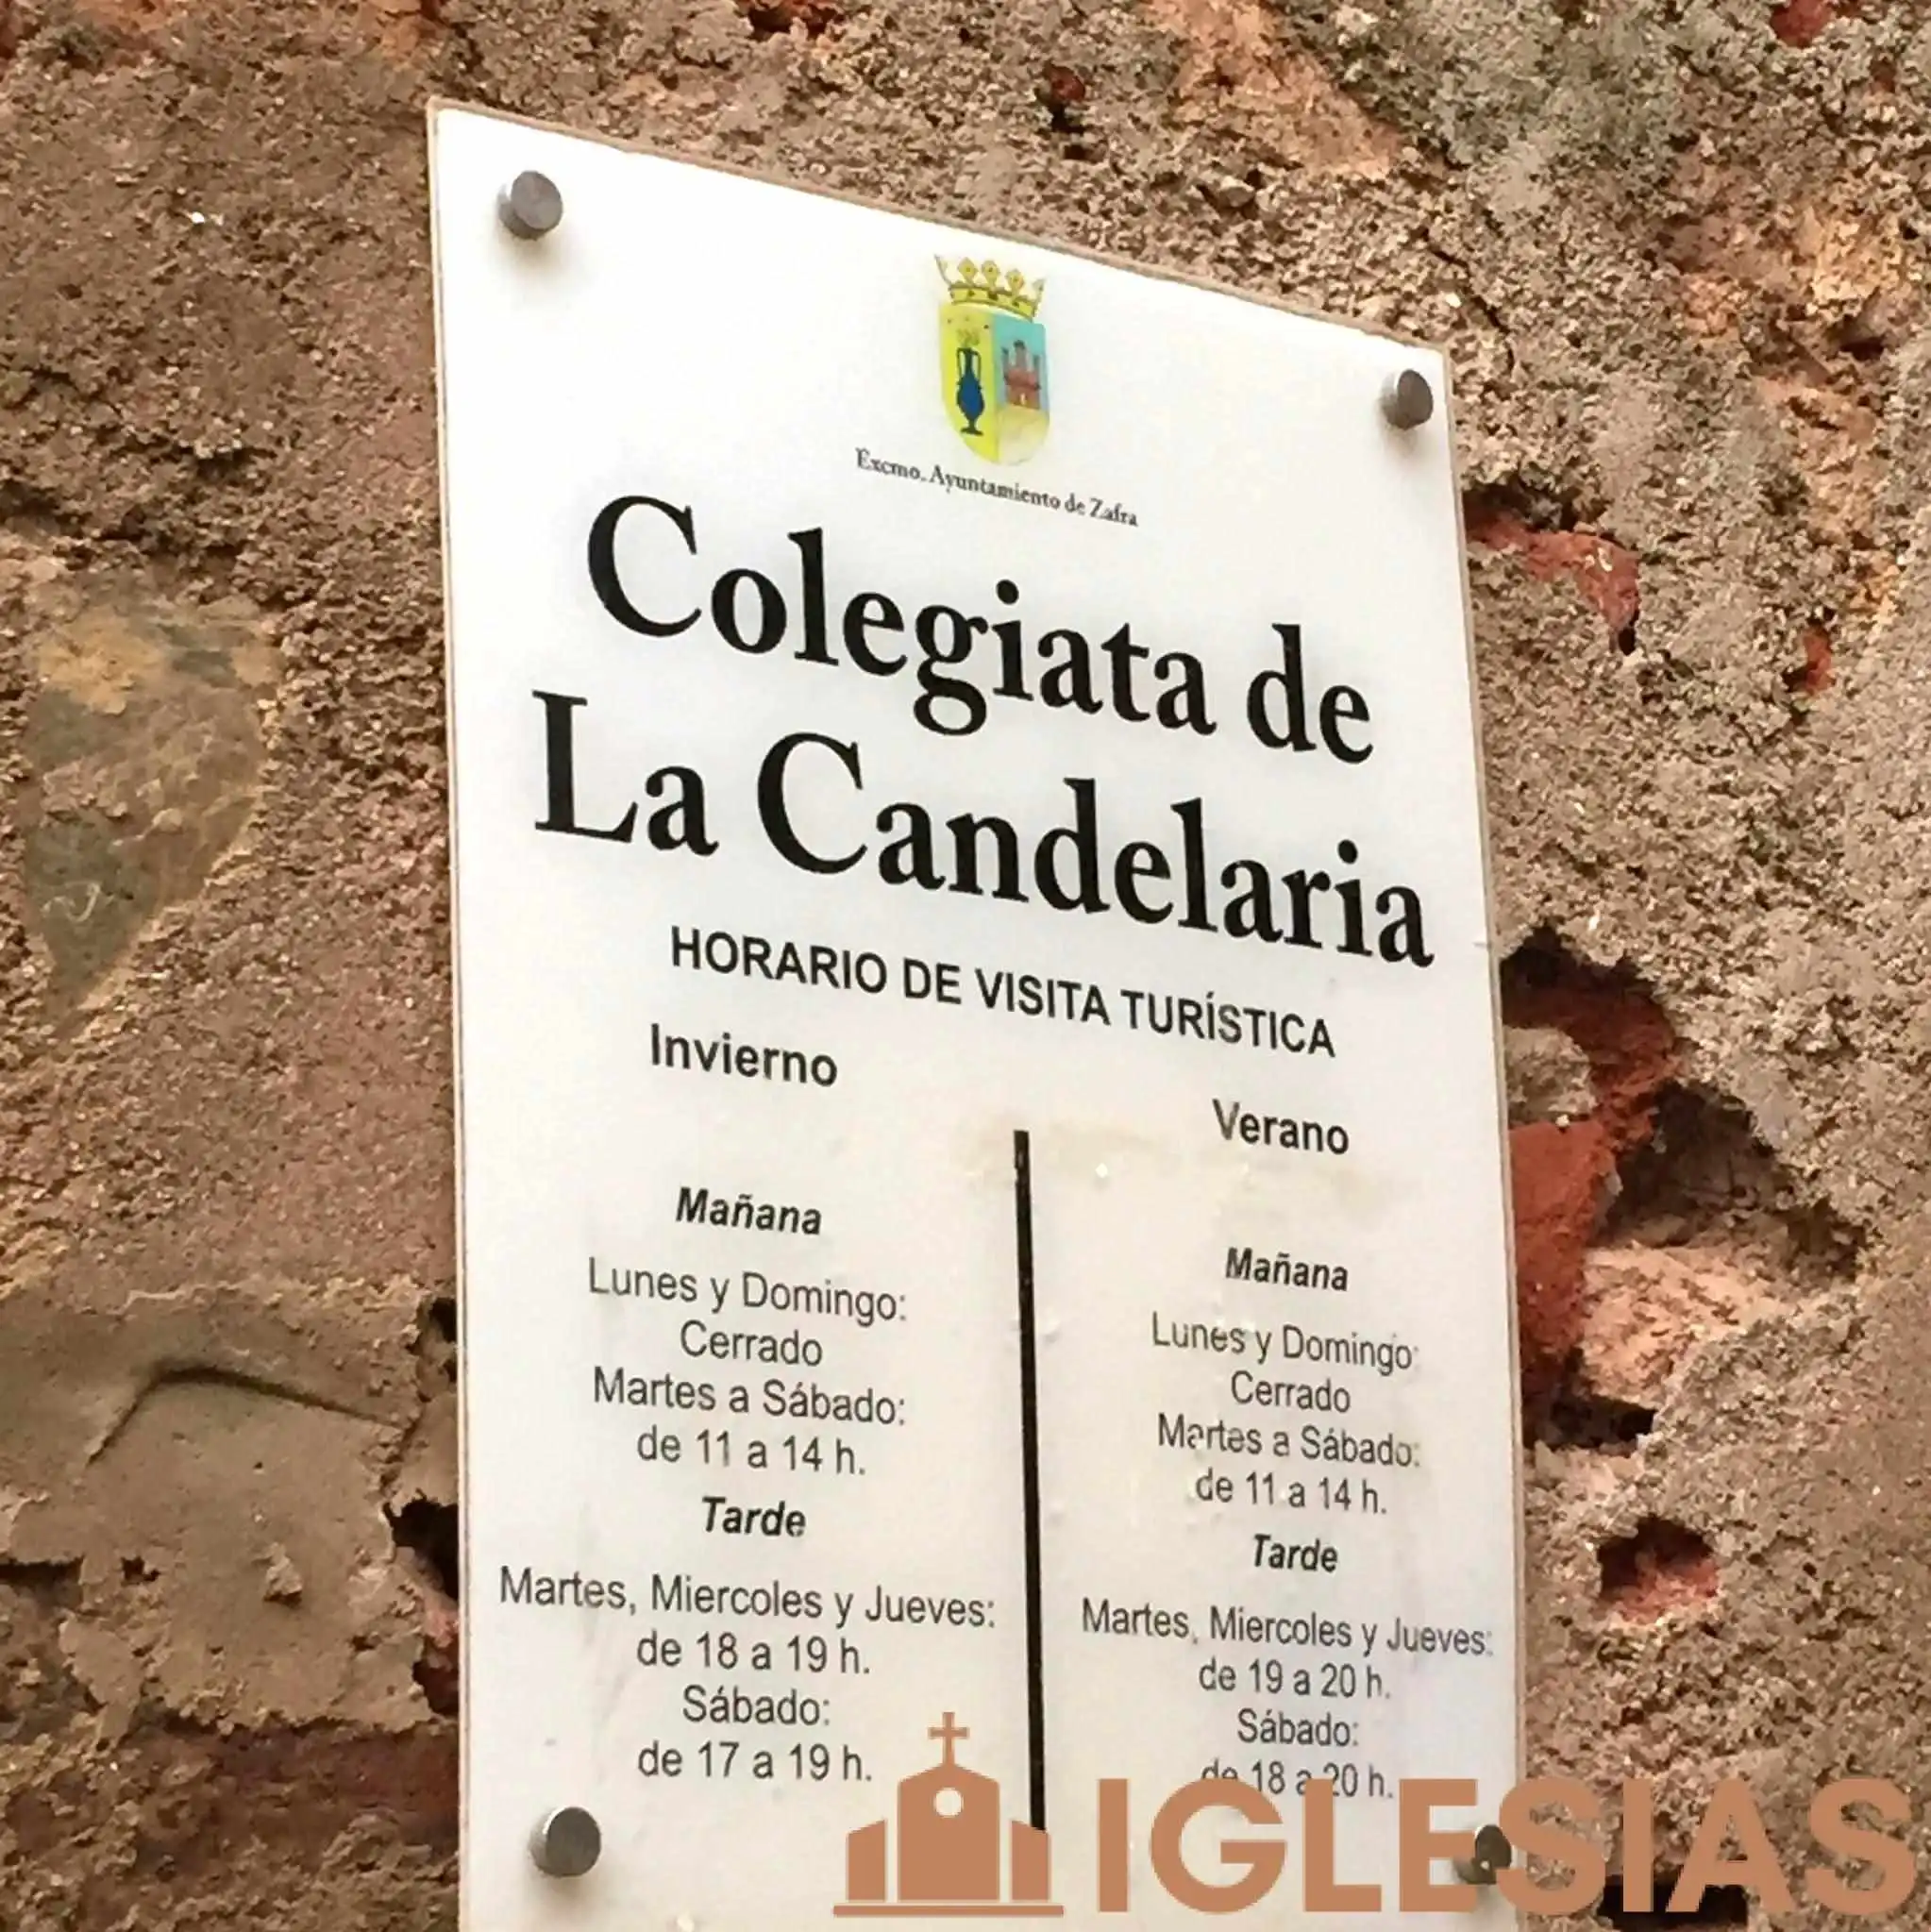 Excmo. Ayuntamiento de Zafra
Colegiata de
La Candelaria
HORARIO DE VISITA TURÍSTICA
Invierno
Mañana
Lunes y Domingo:
Cerrado
Martes a Sábado:
de 11 a 14 h.
Tarde
Martes, Miercoles y Jueves:
de 18 a 19 h.
Sábado:
de 17 a 19 h.
Verano
Mañana
Lunes y Domingo:
Cerrado
Martes a Sábado:
de 11 a 14 h.
Tarde
Martes, Miercoles y Jueves:
de 19 a 20 h.
Sábado:
de 18 a 20 h.
IGLESIAS